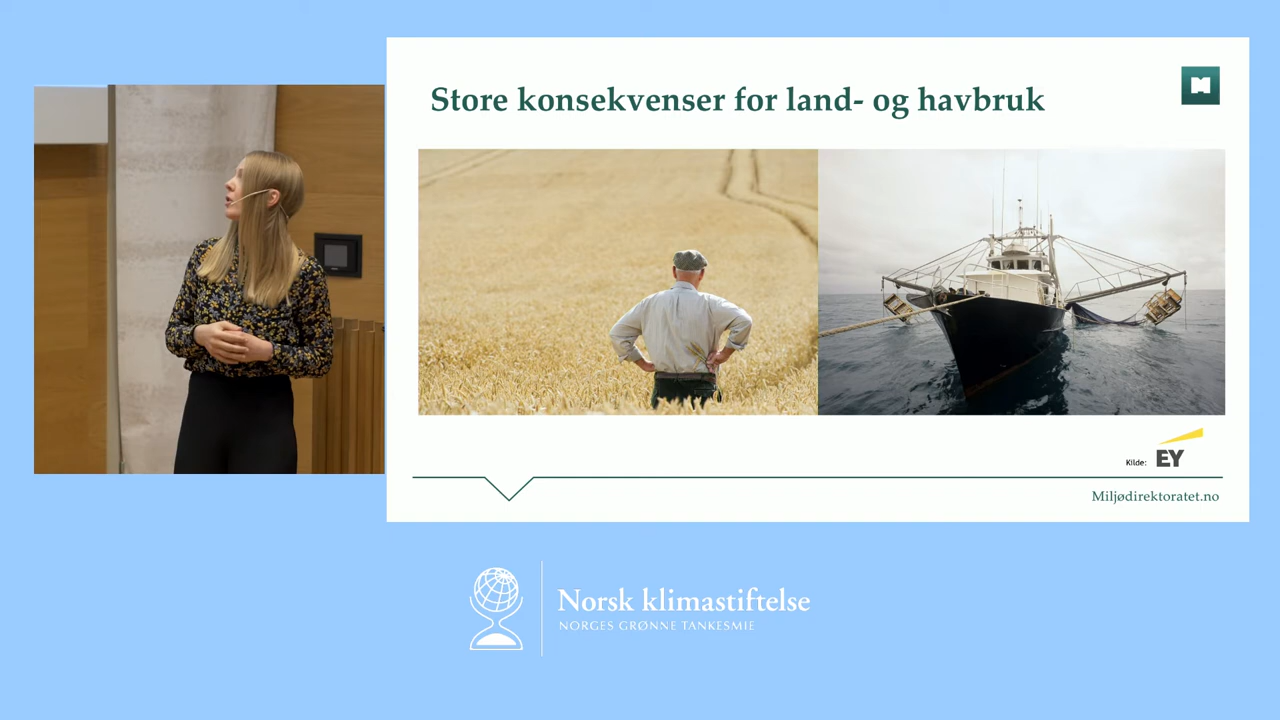 Store konsekvenser for land- og havbruk
Kilde:
EY
Miljødirektoratet.no
Norsk klimastiftelse
NORGES GRØNNE TANKESMIE